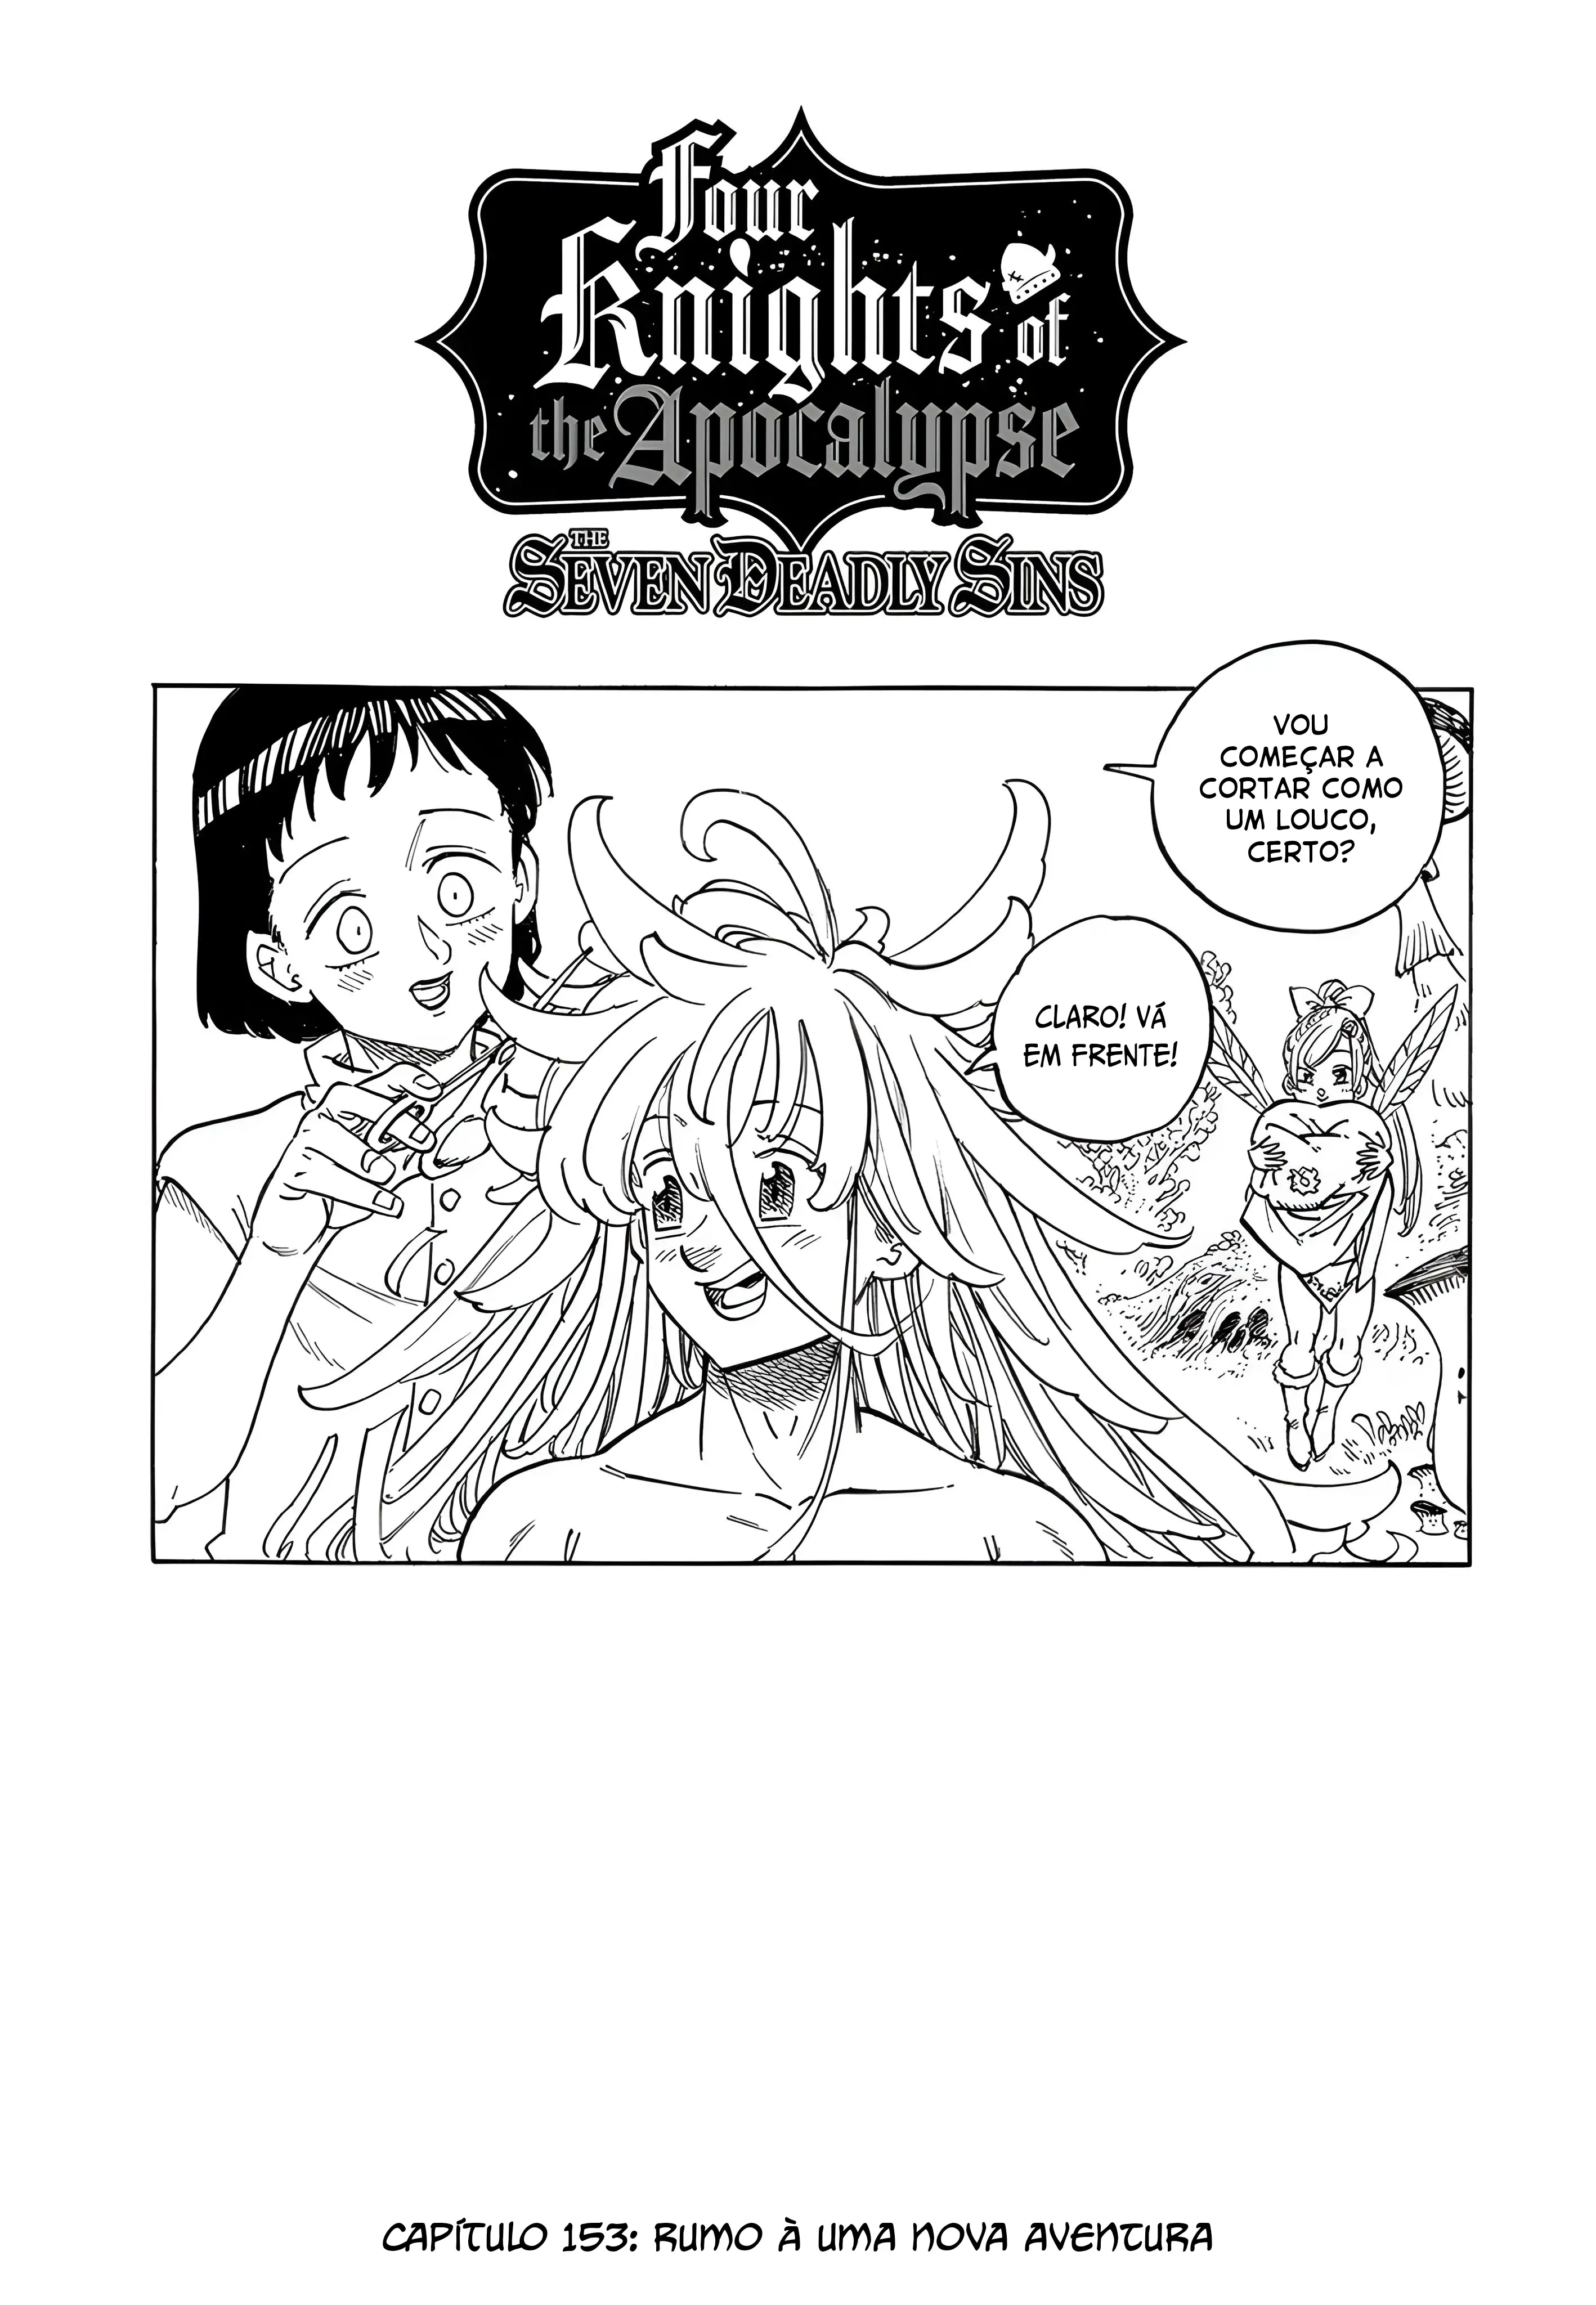 Four
Knights of
the Apocalypse
THE
SEVEN DEADLY SINS
VOU
COMEÇAR A
CORTAR COMO
UM LOUCO,
CERTO?
CLARO! VÁ
EM FRENTE!
CAPÍTULO 153: RUMO À UMA NOVA AVENTURA